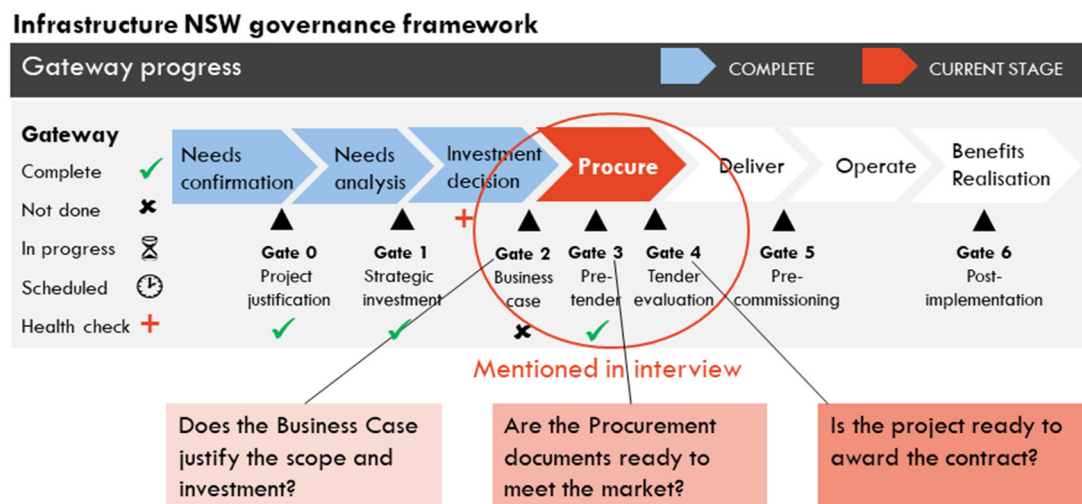 Infrastructure NSW governance framework
Gateway progress
COMPLETE
CURRENT STAGE
Gateway
Complete
Not done
In progress
Scheduled
Health check
Needs
confirmation
Needs
analysis
Investment
decision
Procure
Deliver
Operate
Benefits
Realisation
Gate 0
Project
justification
Gate 1
Strategic
investment
Gate 2
Business
case
Gate 3
Pre-
tender
Gate 4
Tender
evaluation
Gate 5
Pre-
commissioning
Gate 6
Post-
implementation
Mentioned in interview
Does the Business Case
justify the scope and
investment?
Are the Procurement
documents ready to
meet the market?
Is the project ready to
award the contract?